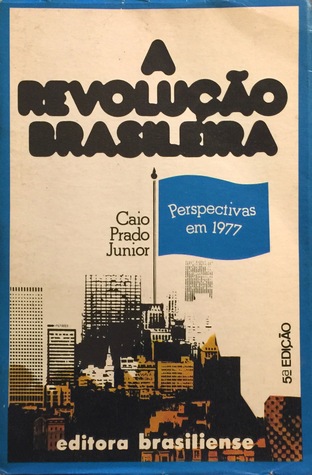 A
REVOLUÇÃO
BRASILEIRA
Caio
Prado
Junior
Perspectivas
em 1977
5ª EDIÇÃO
editora brasiliense